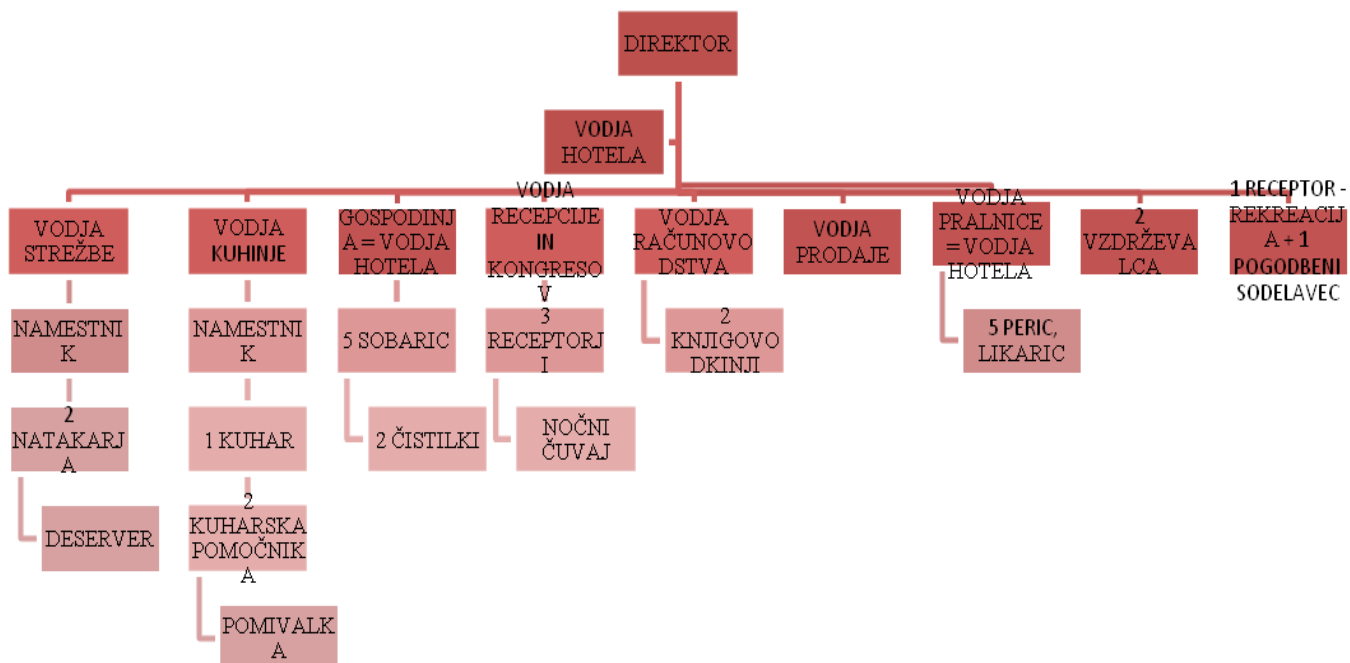 DIREKTOR
VODJA
HOTELA
VODJA
STREŽBE
VODJA
KUHINJE
GOSPODINJ
A = VODJA
HOTELA
VODJA
RECEPCIJE
IN
KONGRESO
V
VODJA
RAČUNOVO
DSTVA
VODJA
PRODAJE
VODJA
PRALNICE
= VODJA
HOTELA
2
VZDRŽEVA
LCA
1 RECEPTOR -
REKREACIJ
A + 1
POGODBENI
SODELAVEC
NAMESTNI
K
NAMESTNI
K
5 SOBARIC
3
RECEPTORJ
I
2
KNJIGOVO
DKINJI
5 PERIC,
LIKARIC
2
NATAKARJ
A
1 KUHAR
2 ČISTILKI
NOČNI
ČUVAJ
DESERVER
2
KUHARSKA
POMOČNIK
A
POMIVALK
A